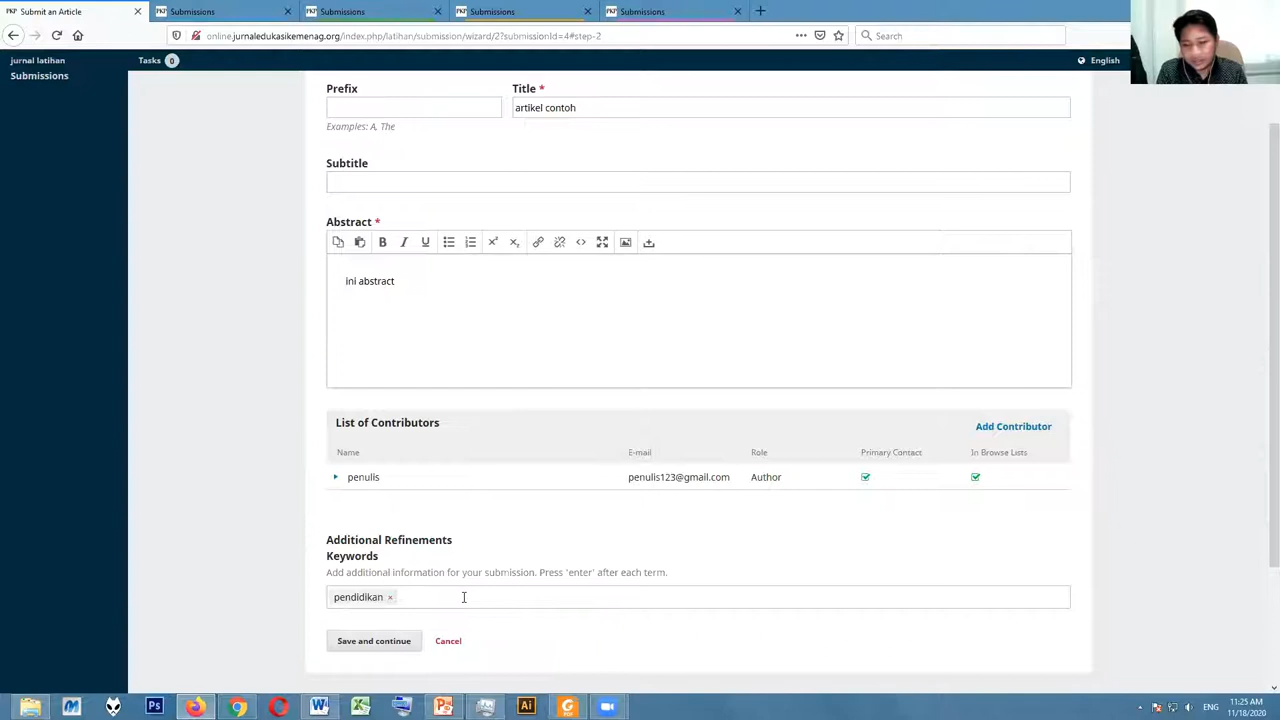 Submit an Article
Submissions
Submissions
Submissions
Submissions
online.jurnaledukasikemenag.org/index.php/latihan/submission/wizard/2?submissionId=4#step-2
Search
jurnal latihan
Tasks 0
English
Submissions
Prefix
Title *
artikel contoh
Examples: A, The
Subtitle
Abstract *
ini abstract
List of Contributors
Add Contributor
Name E-mail Role Primary Contact In Browse Lists
penulis penulis123@gmail.com Author
Additional Refinements
Keywords
Add additional information for your submission. Press 'enter' after each term.
pendidikan ×
Save and continue Cancel
ENG
11:25 AM
11/18/2020